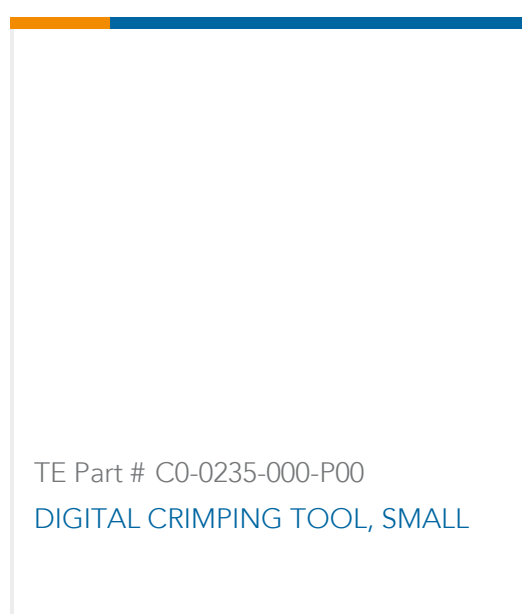 TE Part # C0-0235-000-P00
DIGITAL CRIMPING TOOL, SMALL